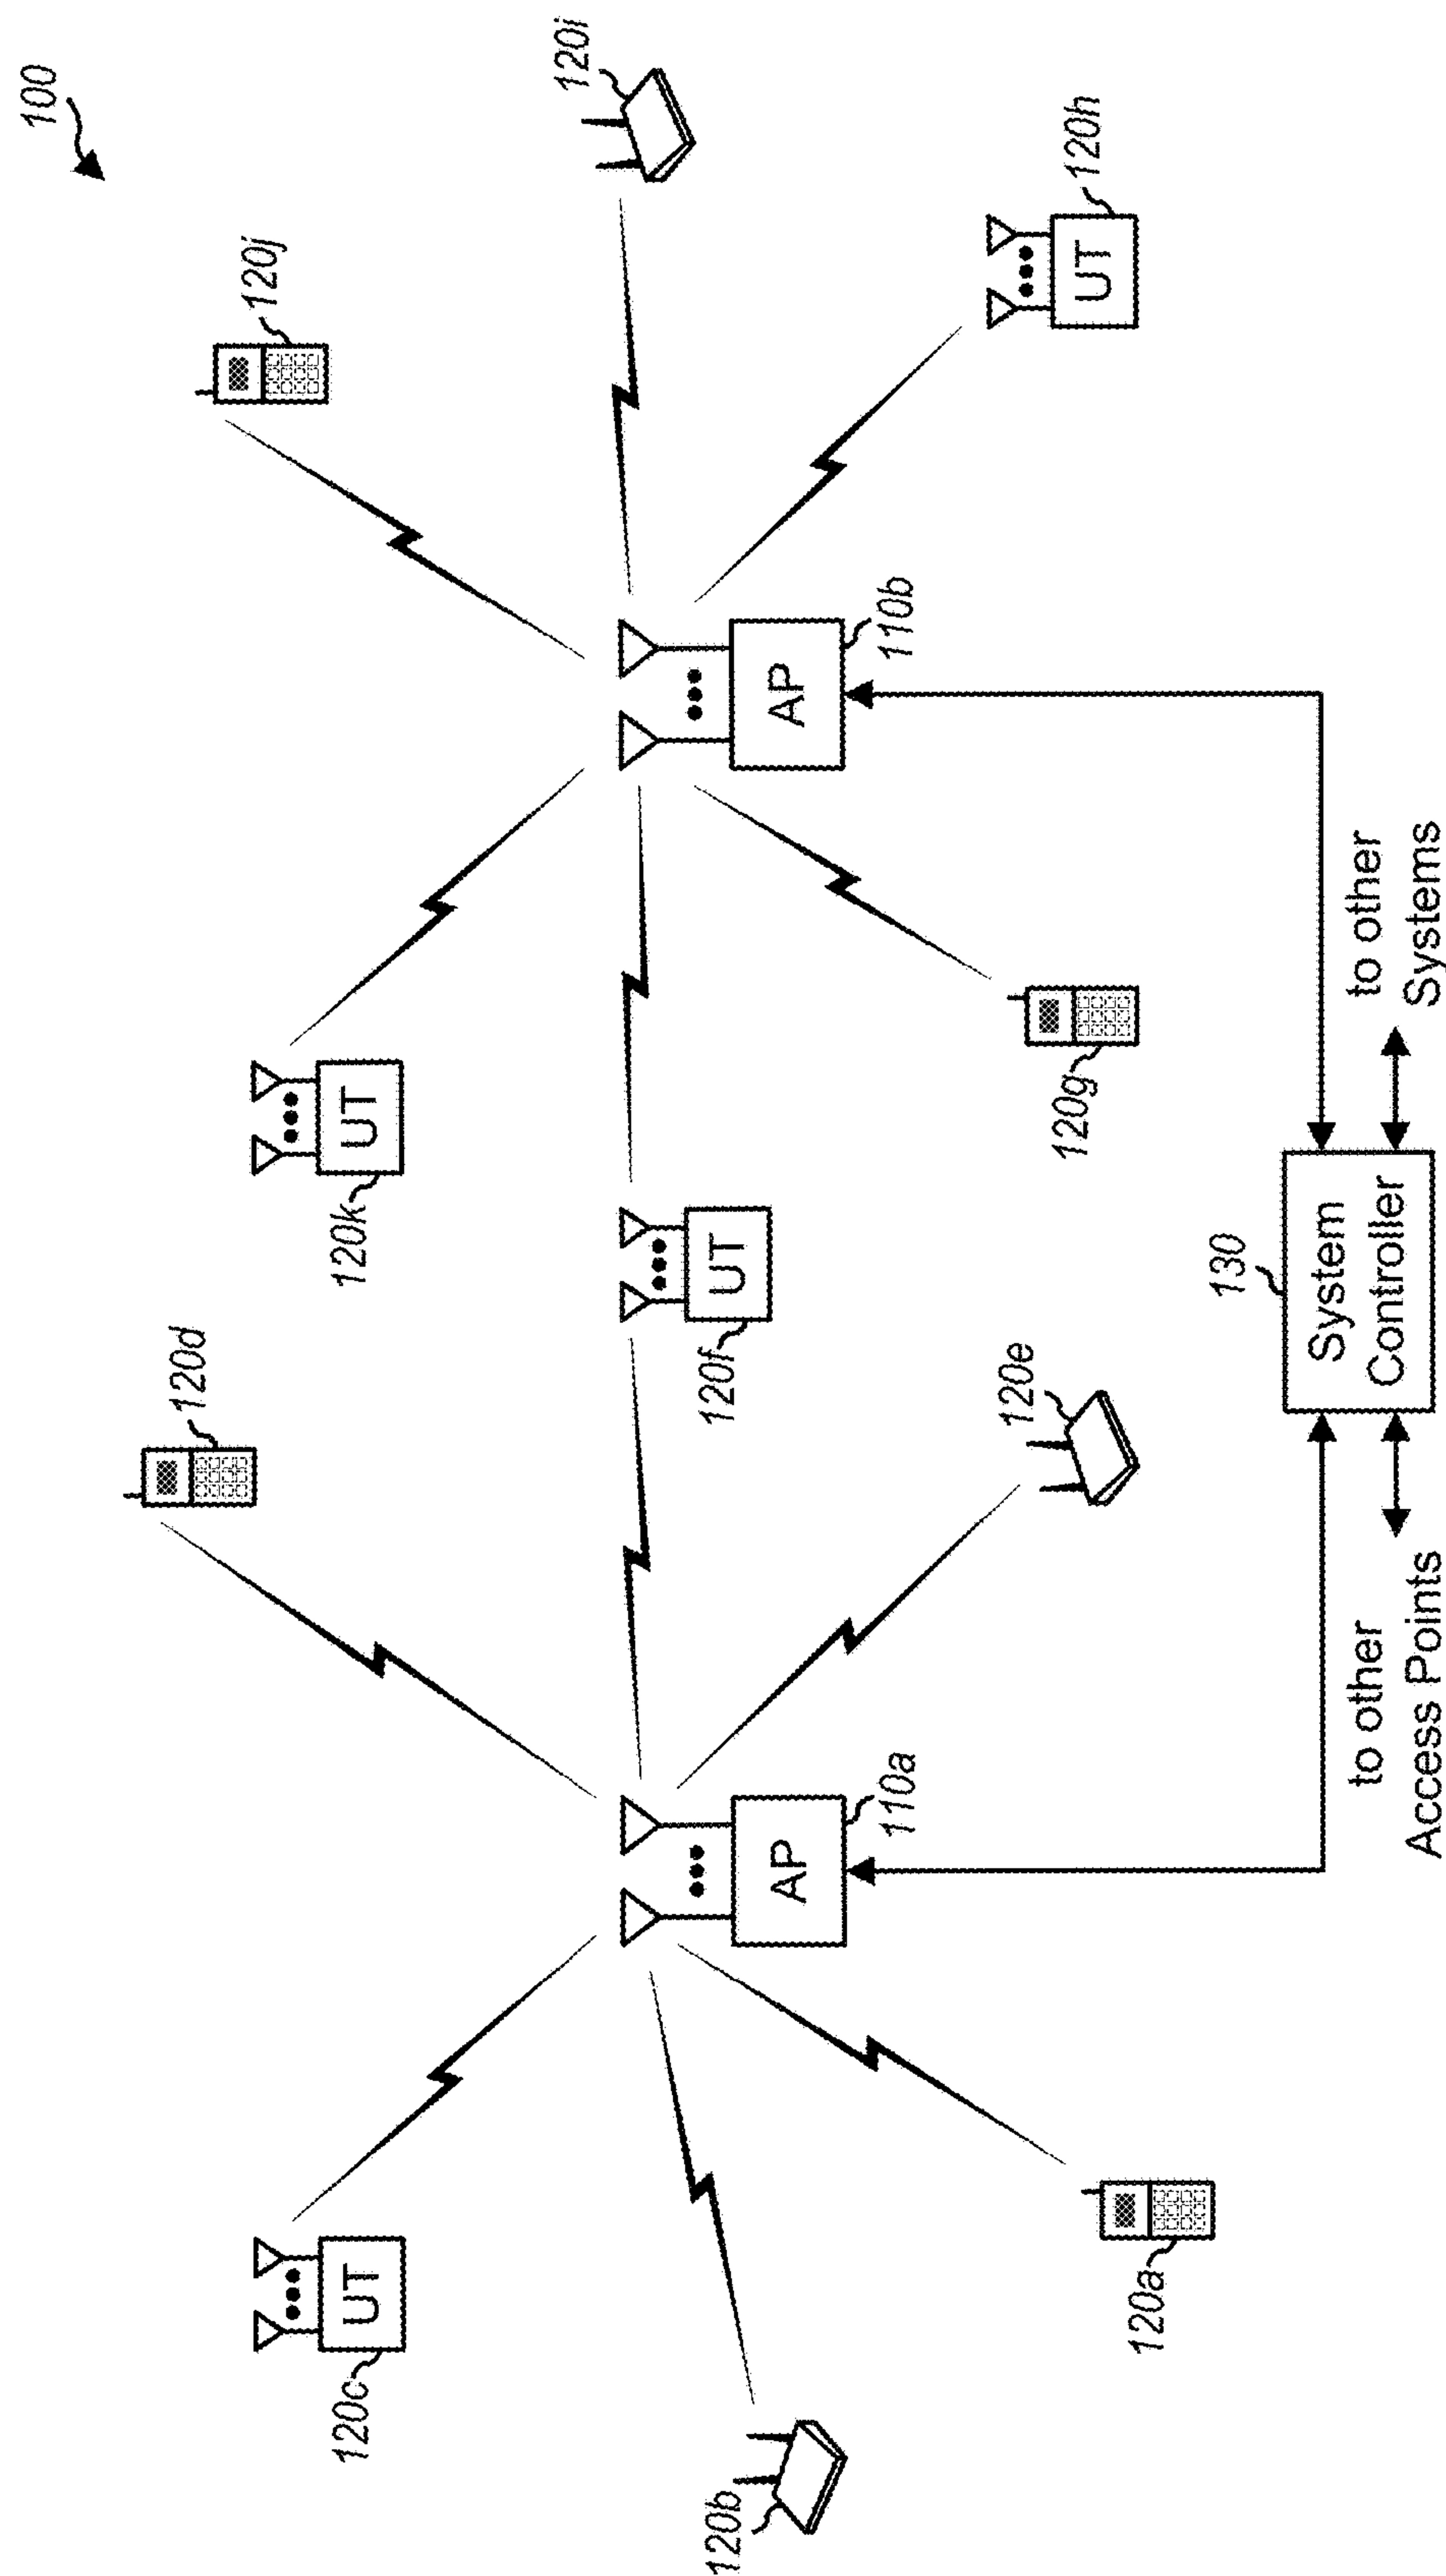 100
120d
120j
120c
UT
120k
UT
120i
120b
AP
110a
120f
UT
AP
110b
120a
120e
120g
UT
120h
130
System
Controller
to other
Access Points
to other
Systems